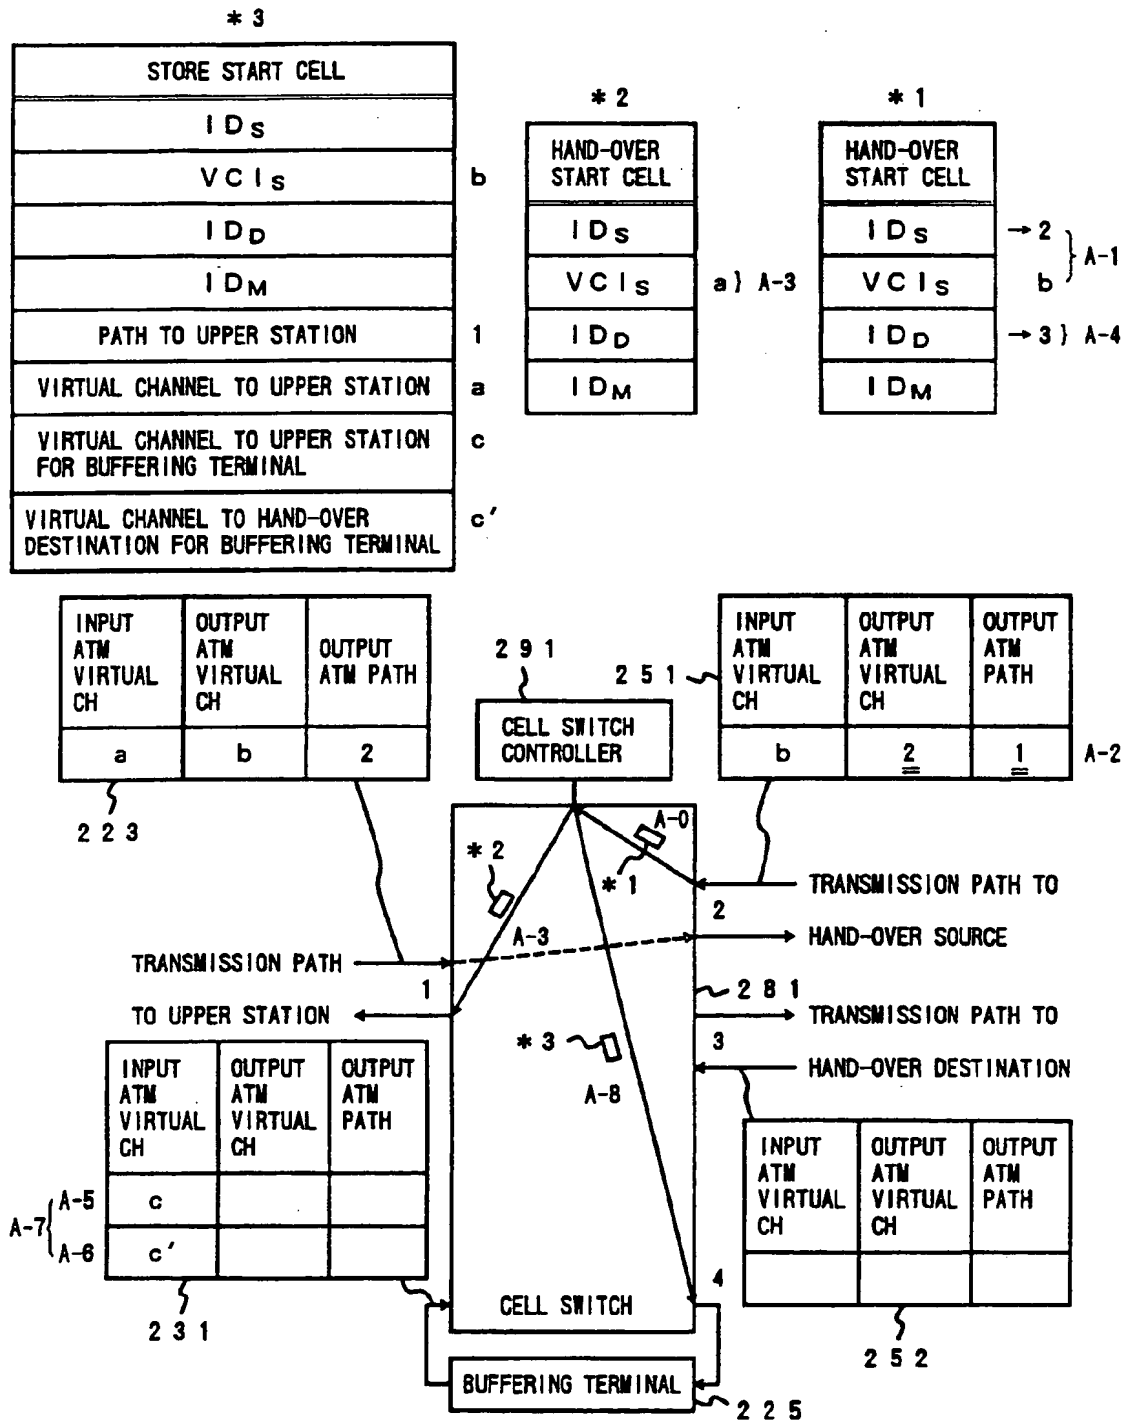 * 3
STORE START CELL
IDS
VCIS b
IDD
IDM
PATH TO UPPER STATION 1
VIRTUAL CHANNEL TO UPPER STATION a
VIRTUAL CHANNEL TO UPPER STATION c
FOR BUFFERING TERMINAL
VIRTUAL CHANNEL TO HAND-OVER c'
DESTINATION FOR BUFFERING TERMINAL
* 2
HAND-OVER
START CELL
IDS
VCIS a} A-3
IDD
IDM
* 1
HAND-OVER
START CELL
IDS →2
VCIS b
} A-1
IDD →3} A-4
IDM
INPUT
ATM
VIRTUAL
CH
OUTPUT
ATM
VIRTUAL
CH
OUTPUT
ATM PATH
a b 2
223
291
CELL SWITCH
CONTROLLER
251
INPUT
ATM
VIRTUAL
CH
OUTPUT
ATM
VIRTUAL
CH
OUTPUT
ATM
PATH
b 2 1 A-2
A-0
* 2
* 1
TRANSMISSION PATH TO
2
A-3
HAND-OVER SOURCE
TRANSMISSION PATH
1
281
TO UPPER STATION
TRANSMISSION PATH TO
* 3
3
HAND-OVER DESTINATION
A-8
INPUT
ATM
VIRTUAL
CH
OUTPUT
ATM
VIRTUAL
CH
OUTPUT
ATM
PATH
A-7
A-5 c
A-6 c'
231
INPUT
ATM
VIRTUAL
CH
OUTPUT
ATM
VIRTUAL
CH
OUTPUT
ATM
PATH
252
4
CELL SWITCH
BUFFERING TERMINAL
225